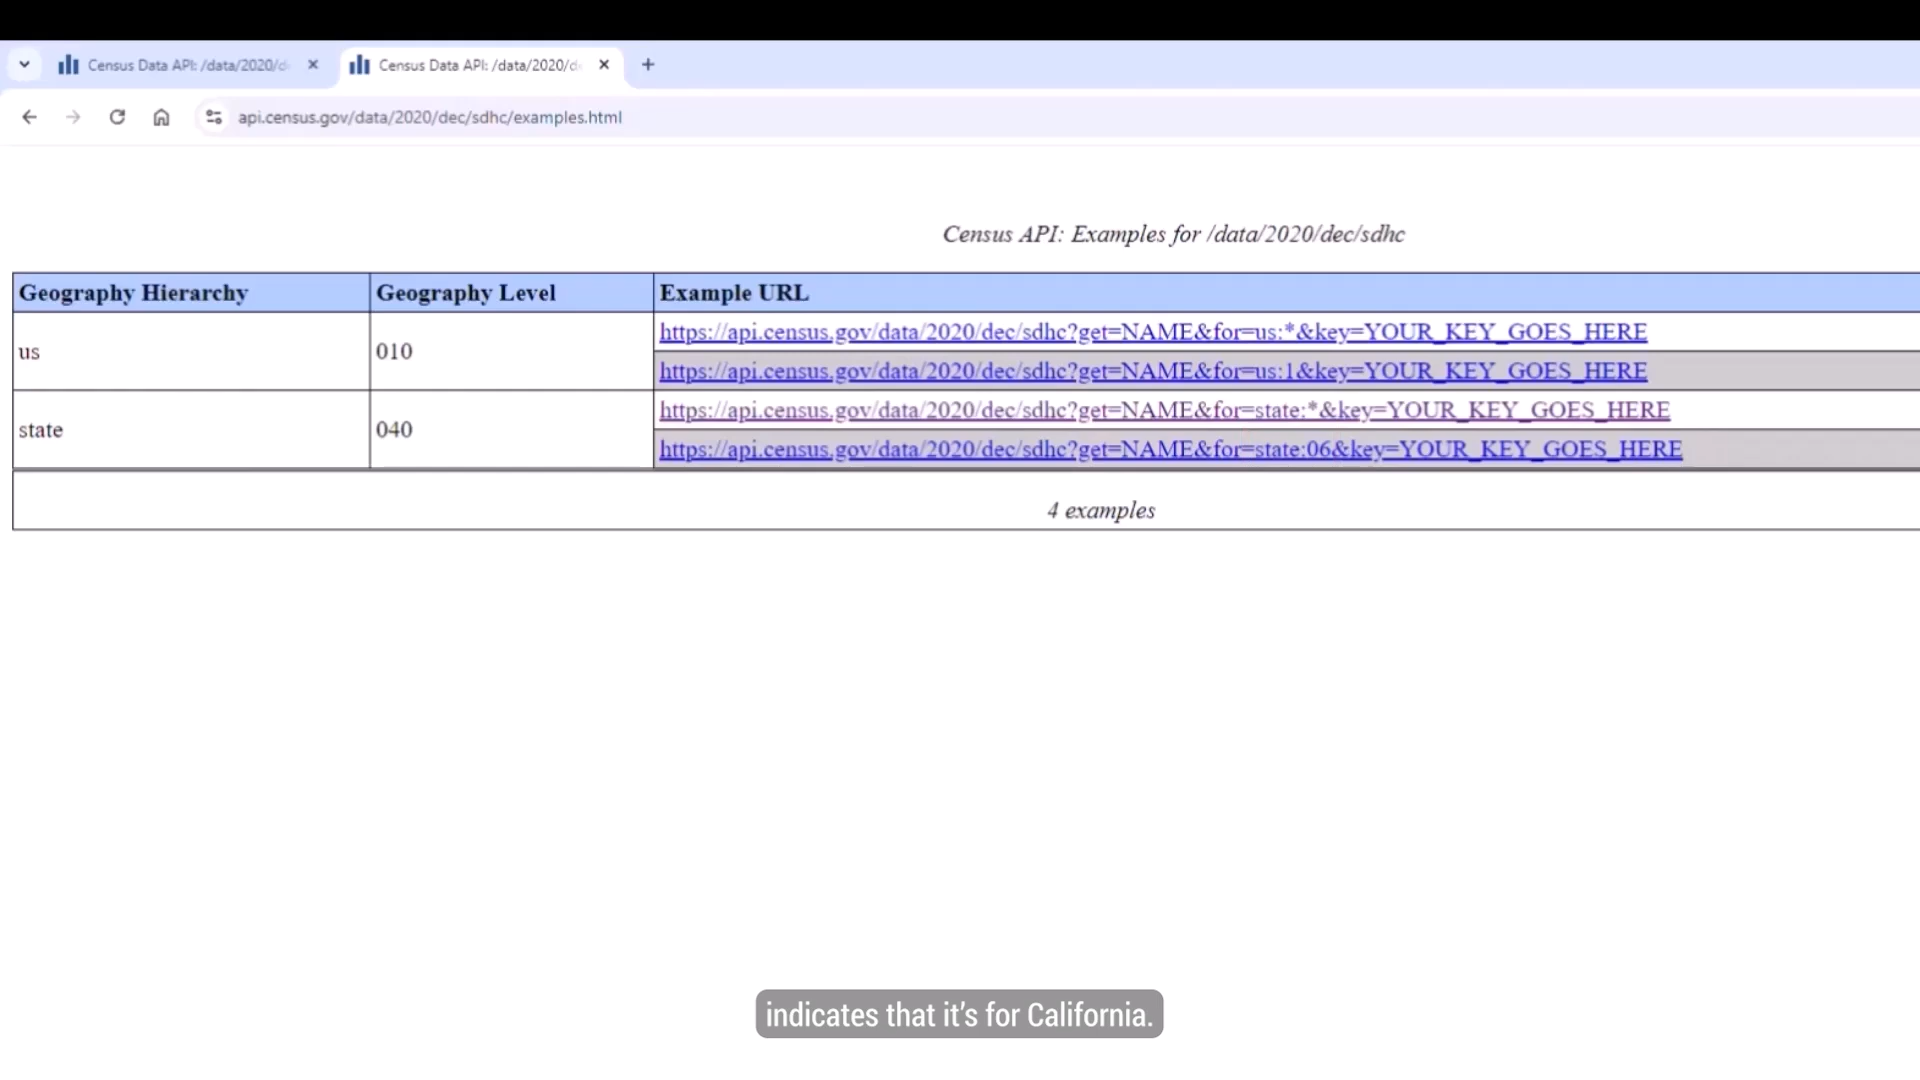 Census Data API: /data/2020/d
Census Data API: /data/2020/d
api.census.gov/data/2020/dec/sdhc/examples.html
Census API: Examples for /data/2020/dec/sdhc
Geography Hierarchy Geography Level Example URL
us 010 https://api.census.gov/data/2020/dec/sdhc?get=NAME&for=us:*&key=YOUR_KEY_GOES_HERE
https://api.census.gov/data/2020/dec/sdhc?get=NAME&for=us:1&key=YOUR_KEY_GOES_HERE
state 040 https://api.census.gov/data/2020/dec/sdhc?get=NAME&for=state:*&key=YOUR_KEY_GOES_HERE
https://api.census.gov/data/2020/dec/sdhc?get=NAME&for=state:06&key=YOUR_KEY_GOES_HERE
4 examples
indicates that it's for California.